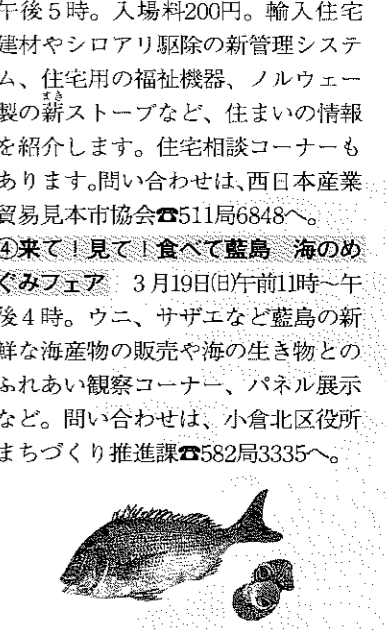 午後5時。入場料200円。輸入住宅
建材やシロアリ駆除の新管理システ
ム、住宅用の福祉機器、ノルウェー
製の薪ストーブなど、住まいの情報
を紹介します。住宅相談コーナーも
あります。問い合わせは、西日本産業
貿易見本市協会☎511局6848へ。
④来て！見て！食べて藍島　海のめ
ぐみフェア　3月19日(日)午前11時〜午
後4時。ウニ、サザエなど藍島の新
鮮な海産物の販売や海の生き物との
ふれあい観察コーナー、パネル展示
など。問い合わせは、小倉北区役所
まちづくり推進課☎582局3335へ。